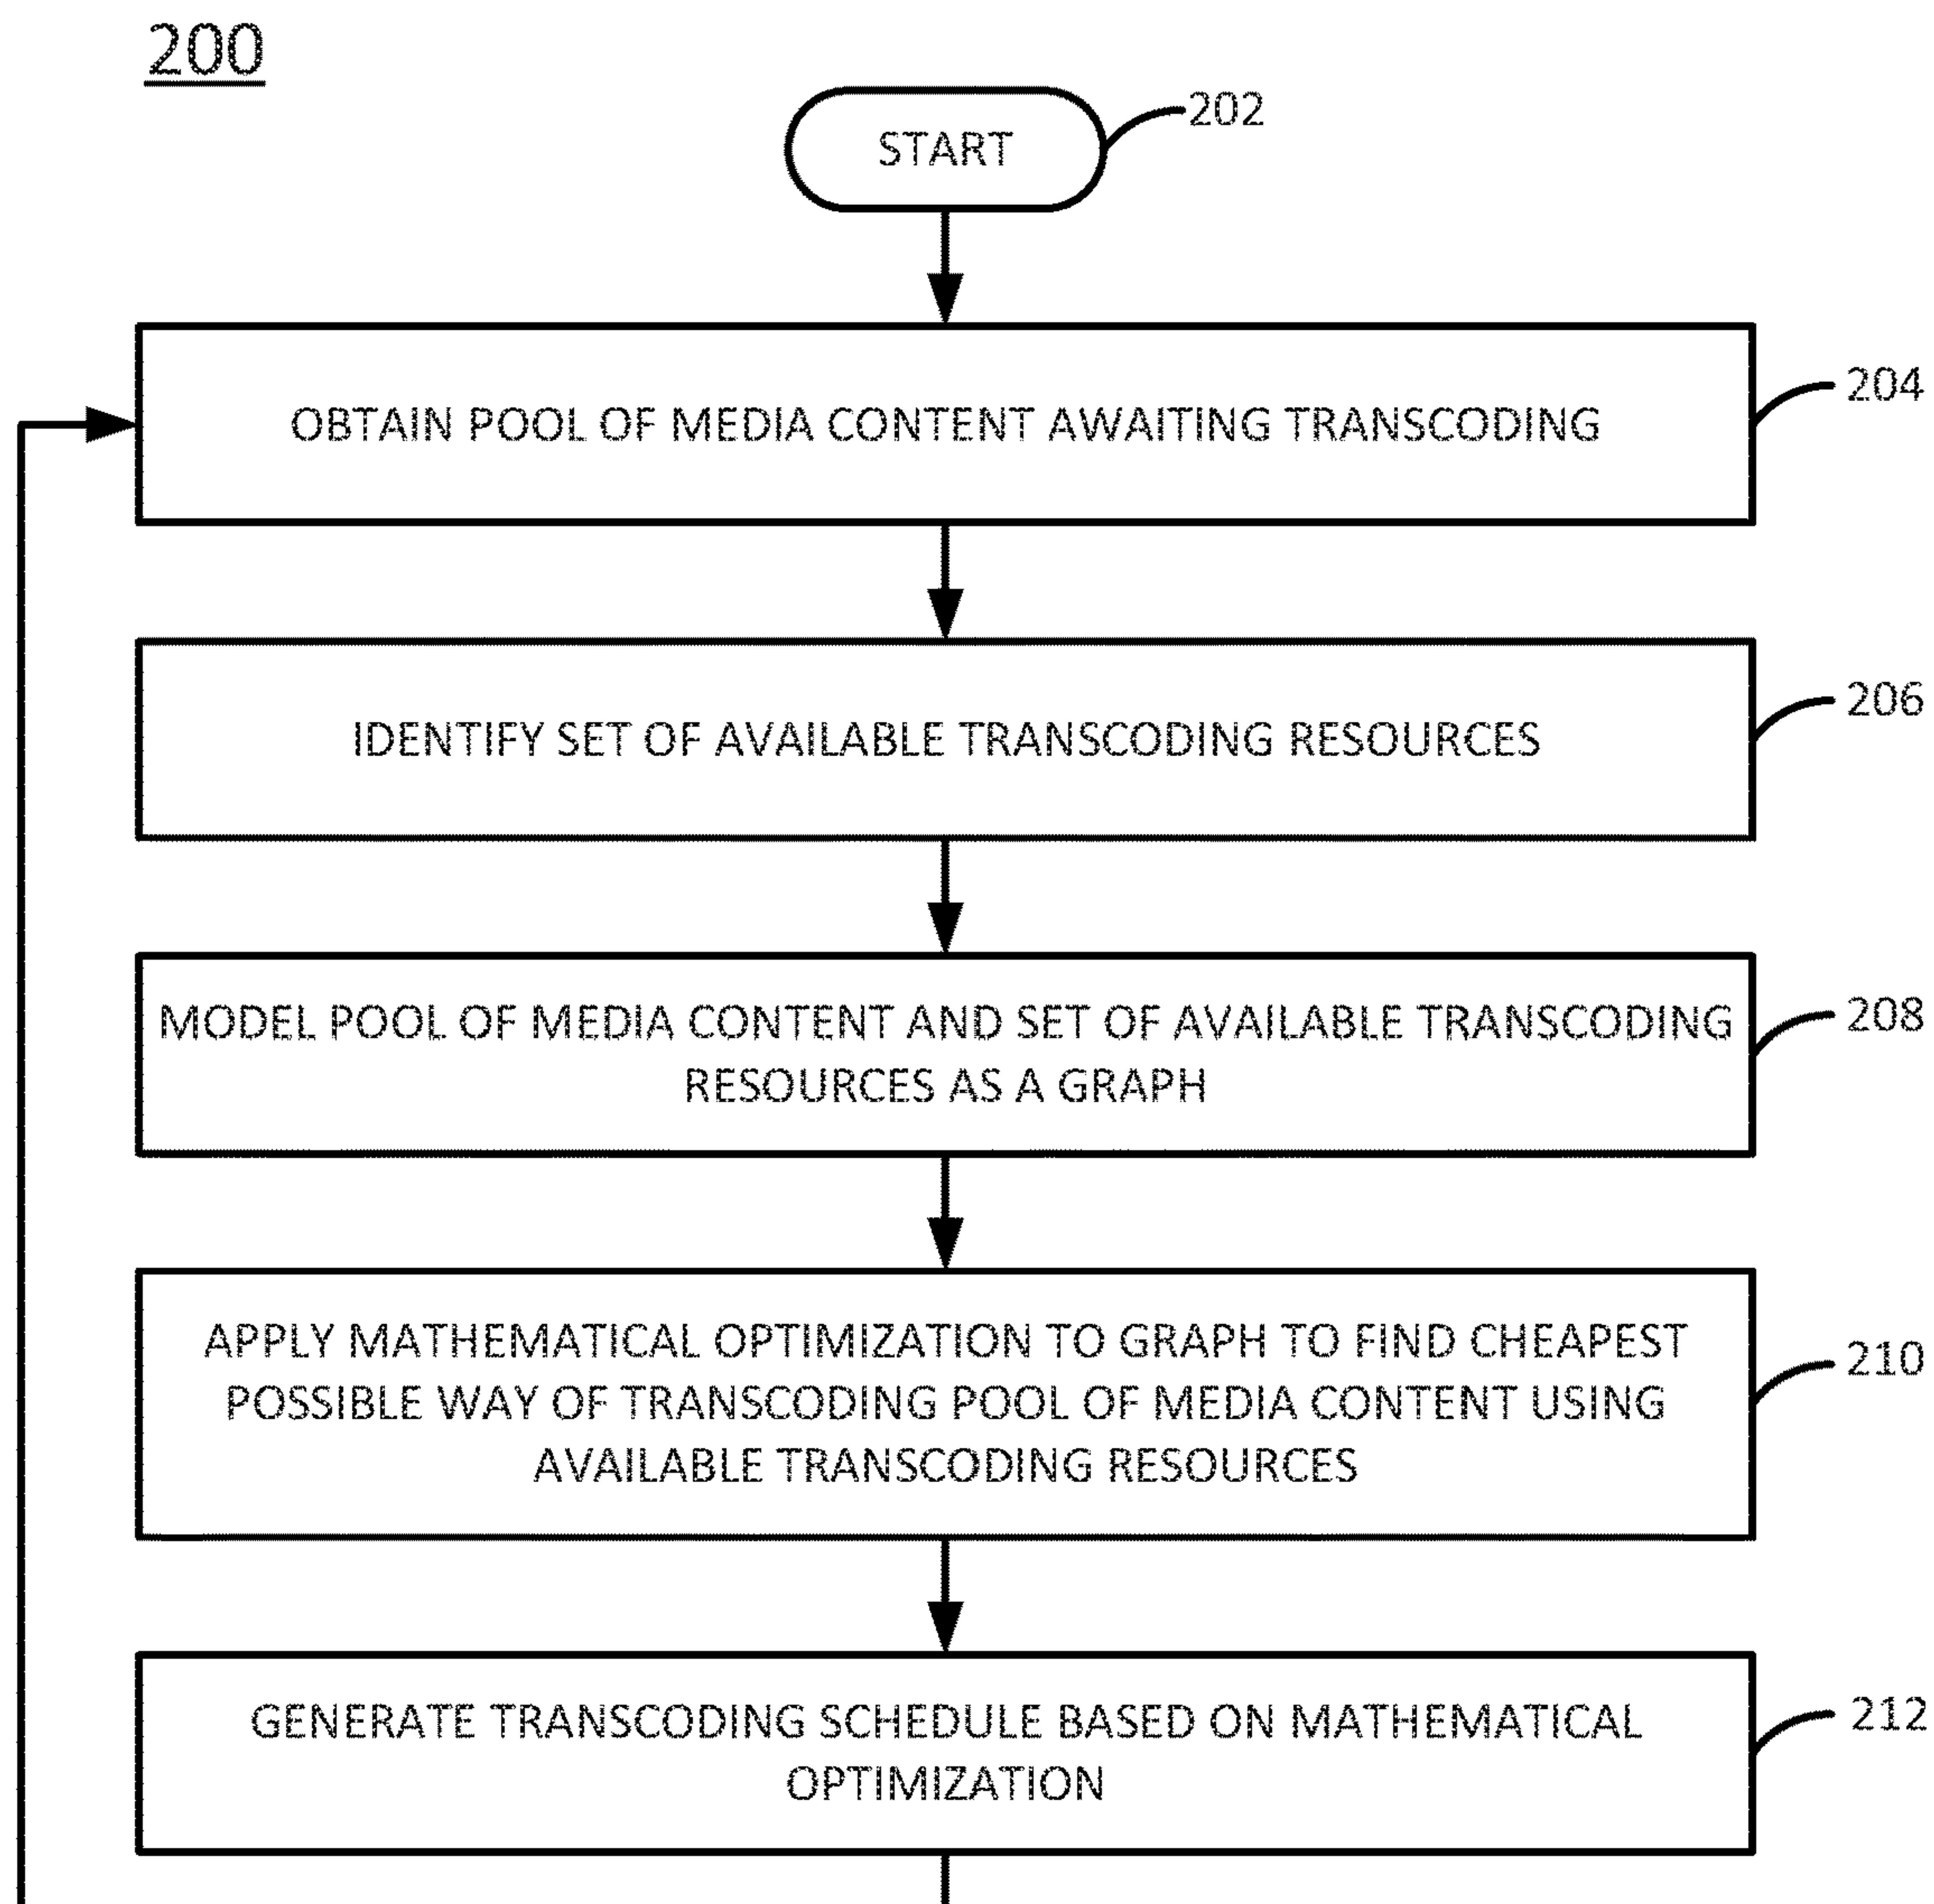 200
START
202
OBTAIN POOL OF MEDIA CONTENT AWAITING TRANSCODING
204
IDENTIFY SET OF AVAILABLE TRANSCODING RESOURCES
206
MODEL POOL OF MEDIA CONTENT AND SET OF AVAILABLE TRANSCODING
RESOURCES AS A GRAPH
208
APPLY MATHEMATICAL OPTIMIZATION TO GRAPH TO FIND CHEAPEST
POSSIBLE WAY OF TRANSCODING POOL OF MEDIA CONTENT USING
AVAILABLE TRANSCODING RESOURCES
210
GENERATE TRANSCODING SCHEDULE BASED ON MATHEMATICAL
OPTIMIZATION
212